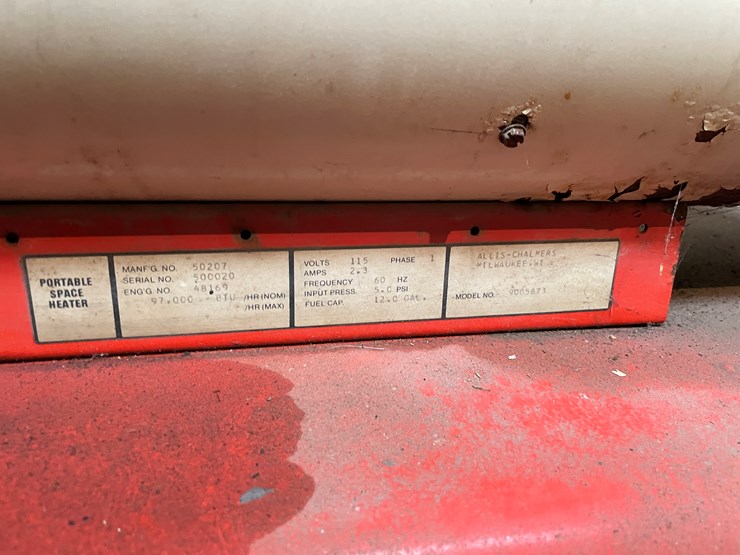 PORTABLE
SPACE
HEATER
MANF'G. NO. 50207
SERIAL NO. 500020
ENG'G. NO. 48169
97,000 BTU /HR (NOM)
/HR (MAX)
VOLTS 115 PHASE 1
AMPS 2.3
FREQUENCY 60 HZ
INPUT PRESS. 5.0 PSI
FUEL CAP. 12.0 GAL.
ALLIS-CHALMERS
MILWAUKEE, WI
MODEL NO.